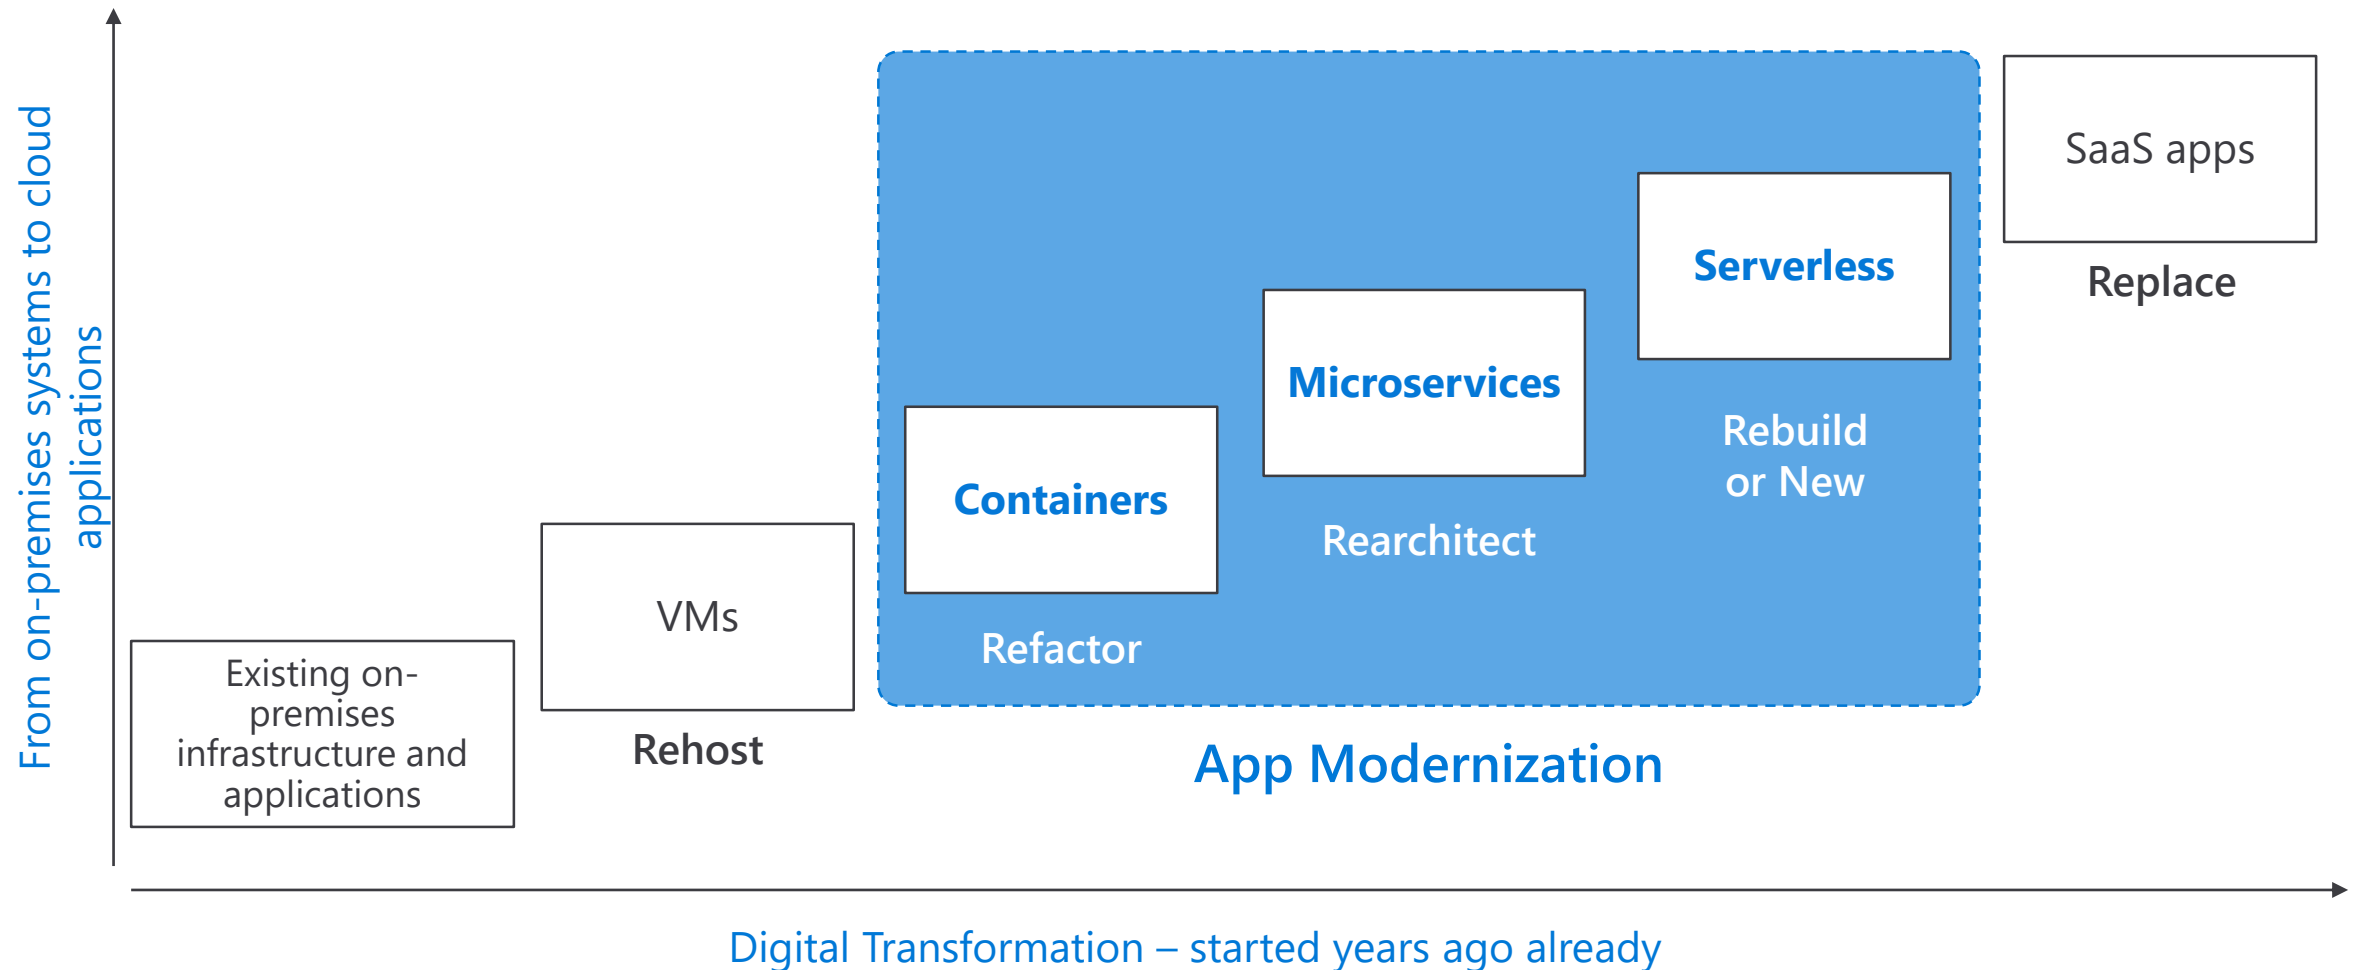 From on-premises systems to cloud
applications
Existing on-
premises
infrastructure and
applications
VMs
Rehost
Containers
Refactor
Microservices
Rearchitect
Serverless
Rebuild
or New
SaaS apps
Replace
App Modernization
Digital Transformation – started years ago already